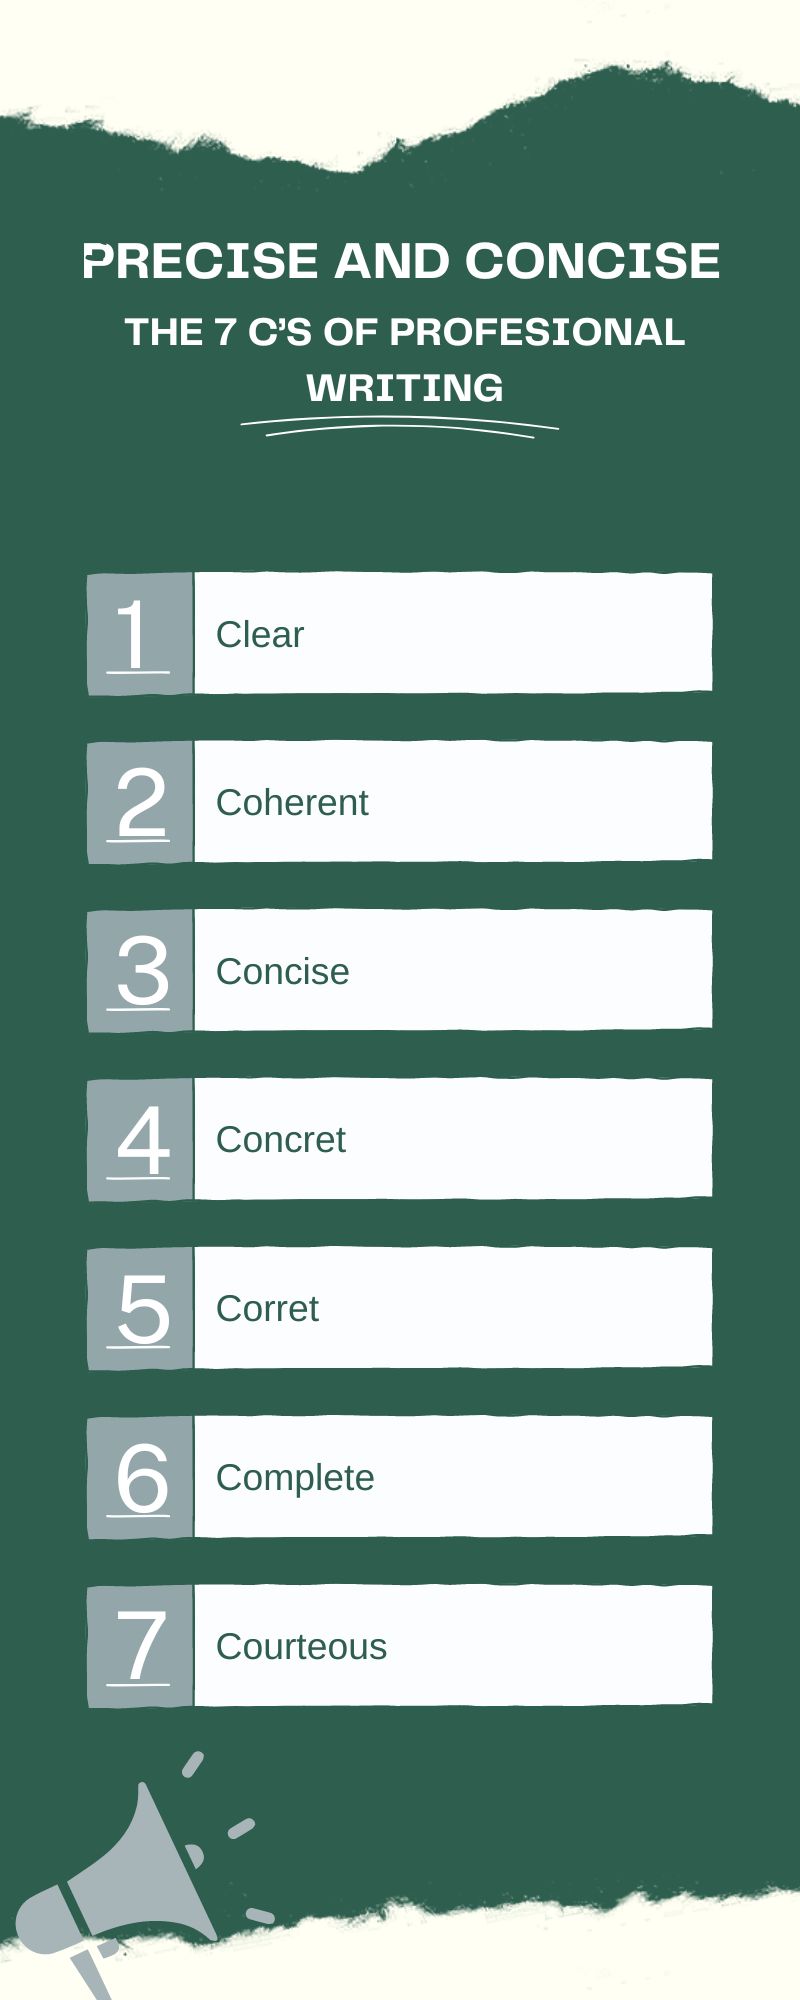 PRECISE AND CONCISE
THE 7 C'S OF PROFESIONAL
WRITING
1 Clear
2 Coherent
3 Concise
4 Concret
5 Corret
6 Complete
7 Courteous